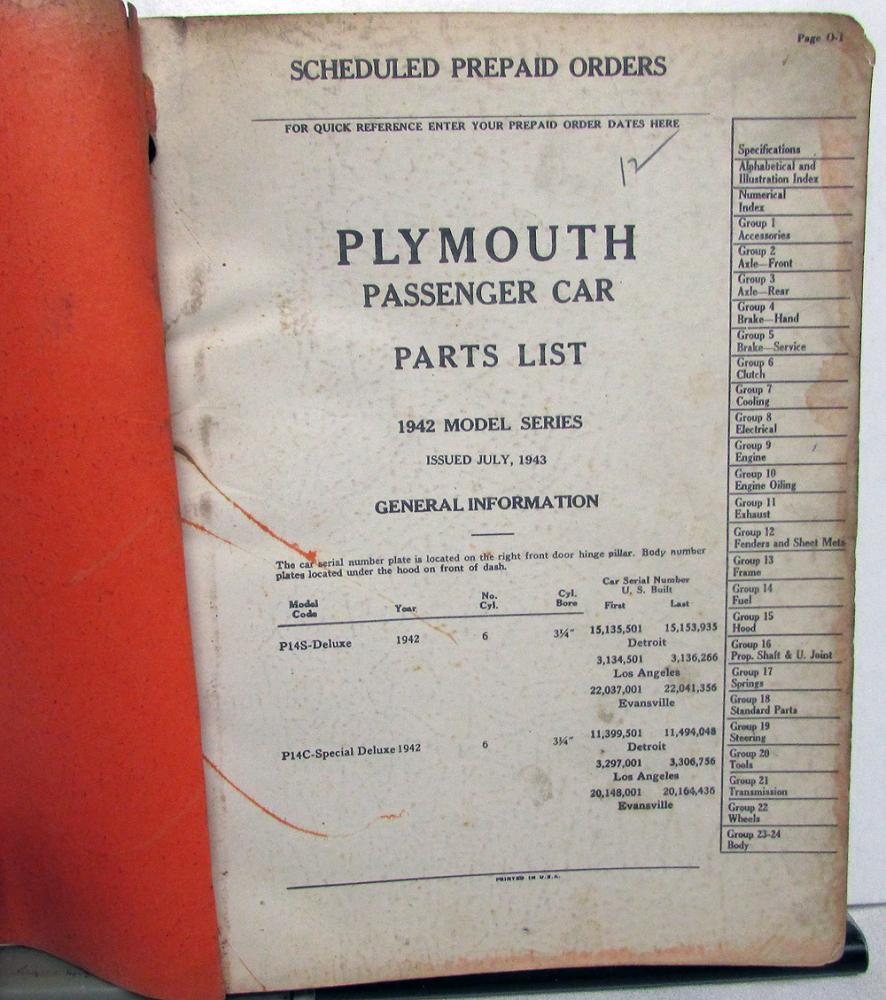 Page O-1
SCHEDULED PREPAID ORDERS
FOR QUICK REFERENCE ENTER YOUR PREPAID ORDER DATES HERE
12
PLYMOUTH
PASSENGER CAR
PARTS LIST
1942 MODEL SERIES
ISSUED JULY, 1943
GENERAL INFORMATION
The car serial number plate is located on the right front door hinge pillar. Body number
plates located under the hood on front of dash.
Car Serial Number
U. S. Built
Model Code Year No. Cyl. Cyl. Bore First Last
P14S-Deluxe 1942 6 3¼" 15,135,501 15,153,935
Detroit
3,134,501 3,136,266
Los Angeles
22,037,001 22,041,356
Evansville
P14C-Special Deluxe 1942 6 3¼" 11,399,501 11,494,048
Detroit
3,297,001 3,306,756
Los Angeles
20,148,001 20,164,436
Evansville
PRINTED IN U.S.A.
Specifications
Alphabetical and
Illustration Index
Numerical
Index
Group 1
Accessories
Group 2
Axle—Front
Group 3
Axle—Rear
Group 4
Brake—Hand
Group 5
Brake—Service
Group 6
Clutch
Group 7
Cooling
Group 8
Electrical
Group 9
Engine
Group 10
Engine Oiling
Group 11
Exhaust
Group 12
Fenders and Sheet Meta
Group 13
Frame
Group 14
Fuel
Group 15
Hood
Group 16
Prop. Shaft & U. Joint
Group 17
Springs
Group 18
Standard Parts
Group 19
Steering
Group 20
Tools
Group 21
Transmission
Group 22
Wheels
Group 23-24
Body